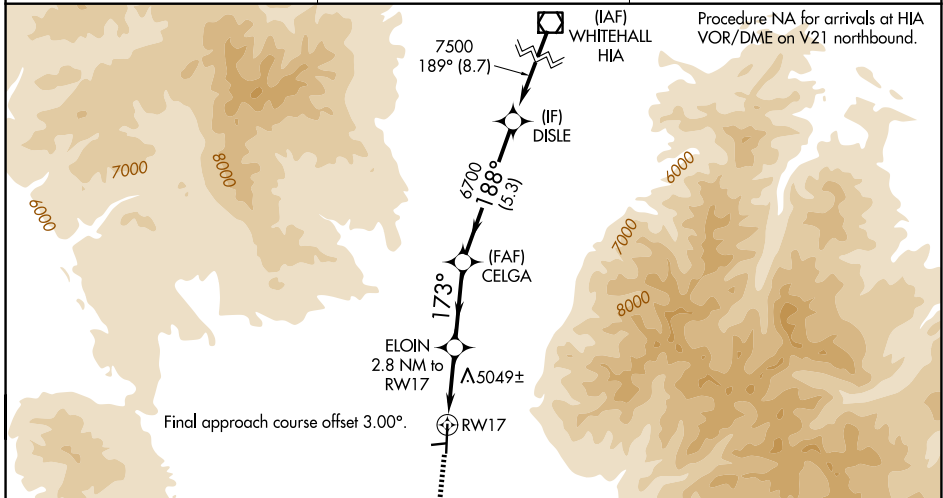 (IAF)
WHITEHALL
HIA
Procedure NA for arrivals at HIA
VOR/DME on V21 northbound.
7500
189° (8.7)
(IF)
DISLE
6700
188°
(5.3)
(FAF)
CELGA
173°
ELOIN
2.8 NM to
RW17
5049±
Final approach course offset 3.00°.
RW17
7000
8000
6000
6000
7000
8000